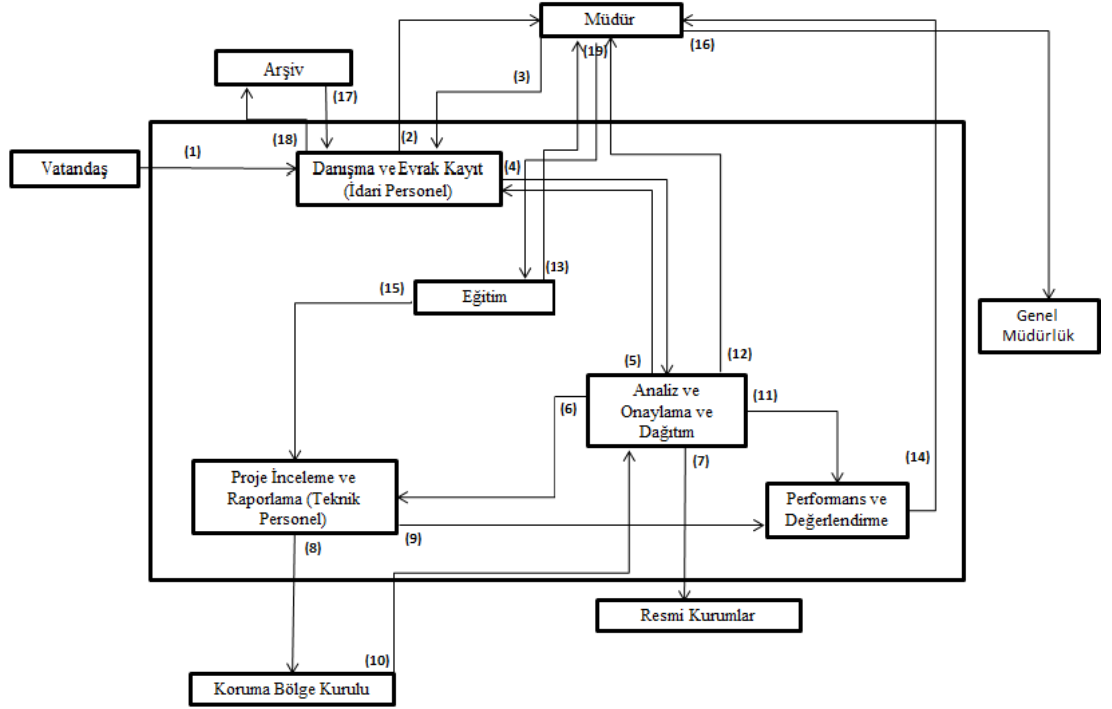 Müdür
(16)
(19)
Arşiv
(3)
(17)
(18)
(2)
(1)
Vatandaş
Danışma ve Evrak Kayıt
(İdari Personel)
(4)
(13)
(15)
Eğitim
Genel
Müdürlük
(5)
(12)
Analiz ve
Onaylama ve
Dağıtım
(6)
(11)
(7)
(14)
Proje İnceleme ve
Raporlama (Teknik
Personel)
Performans ve
Değerlendirme
(8)
(9)
Resmi Kurumlar
(10)
Koruma Bölge Kurulu